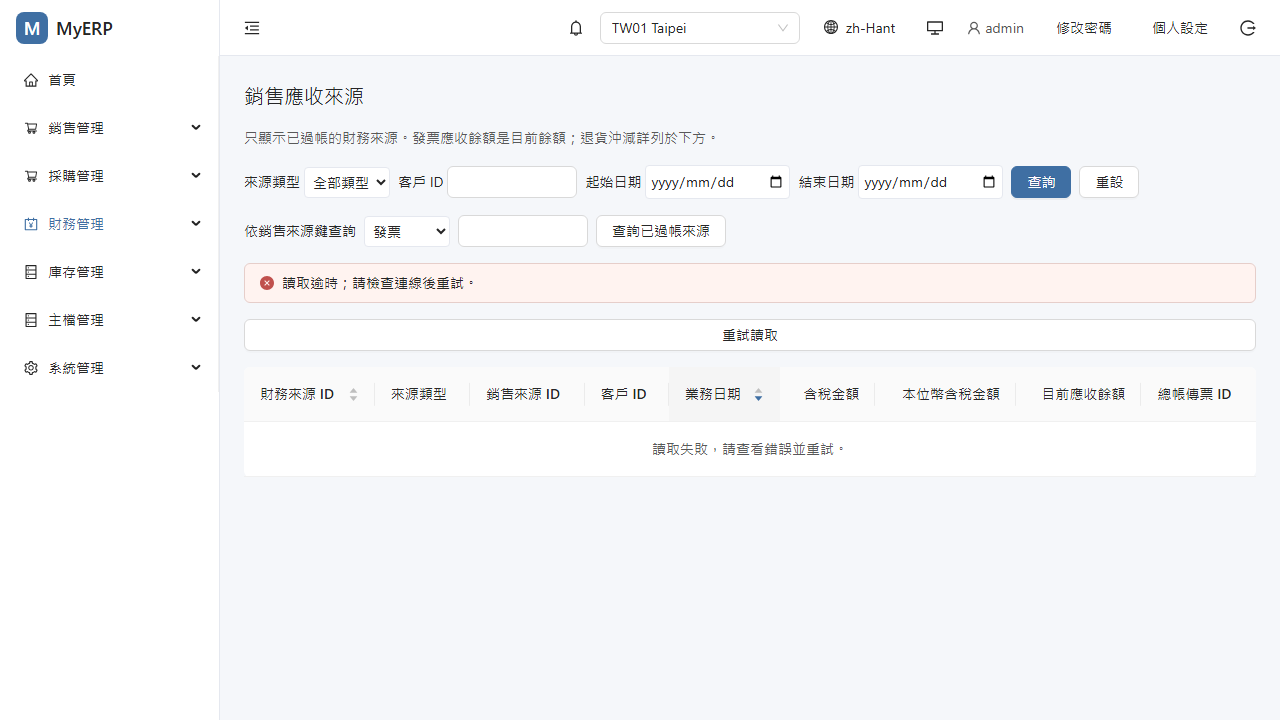 M MyERP
TW01 Taipei
zh-Hant
admin
修改密碼
個人設定
首頁
銷售管理
採購管理
財務管理
庫存管理
主檔管理
系統管理
銷售應收來源
只顯示已過帳的財務來源。發票應收餘額是目前餘額；退貨沖減詳列於下方。
來源類型 全部類型 客戶 ID 起始日期 yyyy/mm/dd 結束日期 yyyy/mm/dd 查詢 重設
依銷售來源鍵查詢 發票 查詢已過帳來源
讀取逾時；請檢查連線後重試。
重試讀取
財務來源 ID 來源類型 銷售來源 ID 客戶 ID 業務日期 含稅金額 本位幣含稅金額 目前應收餘額 總帳傳票 ID
讀取失敗，請查看錯誤並重試。